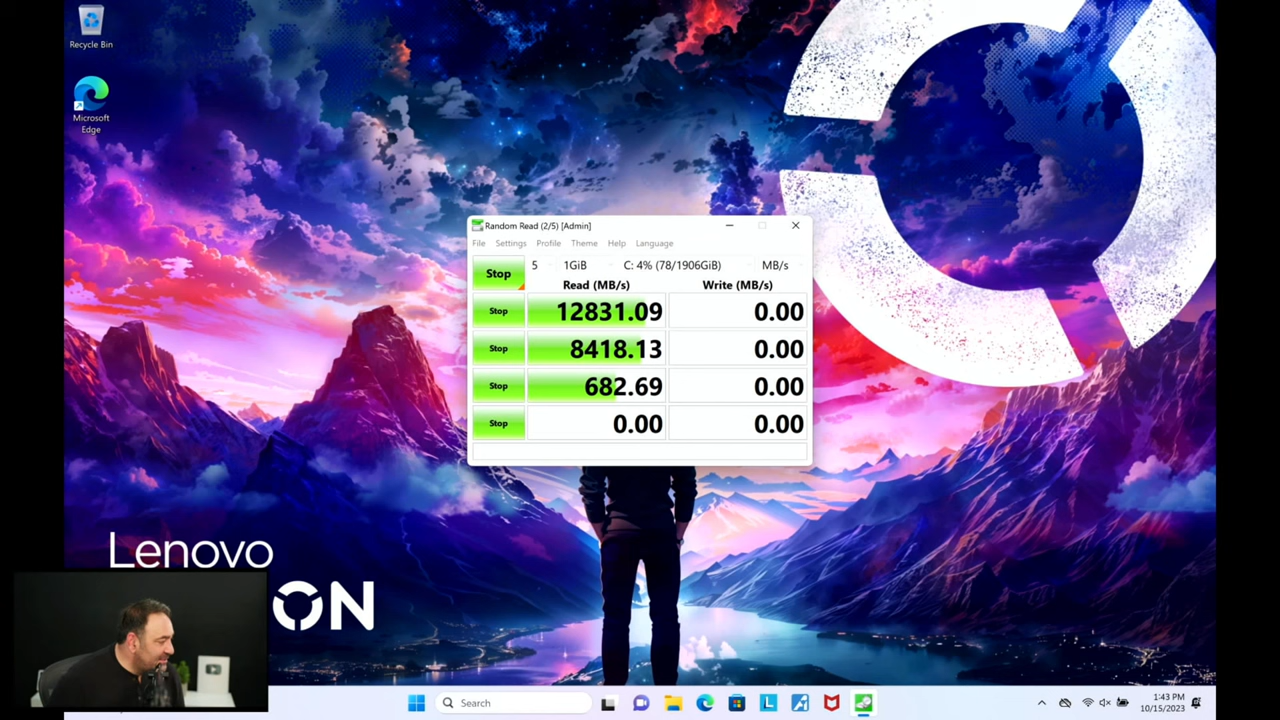 Recycle Bin
Microsoft
Edge
Random Read (2/5) [Admin]
File Settings Profile Theme Help Language
Stop 5 1GiB C: 4% (78/1906GiB) MB/s
Read (MB/s) Write (MB/s)
Stop 12831.09 0.00
Stop 8418.13 0.00
Stop 682.69 0.00
Stop 0.00 0.00
Lenovo
ON
Search
1:43 PM
10/15/2023